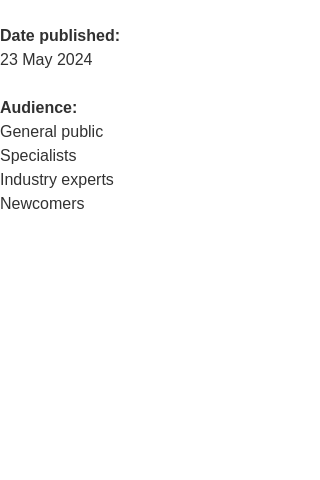 Date published:
23 May 2024
Audience:
General public
Specialists
Industry experts
Newcomers